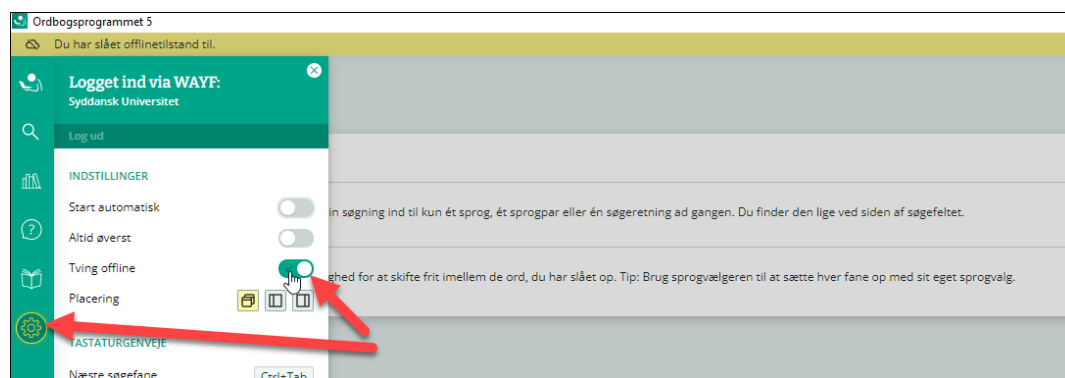 Ordbogsprogrammet 5
Du har slået offlinetilstand til.
Logget ind via WAYF:
Syddansk Universitet
Log ud
INDSTILLINGER
Start automatisk
in søgning ind til kun ét sprog, ét sprogpar eller én søgeretning ad gangen. Du finder den lige ved siden af søgefeltet.
Altid øverst
Tving offline
ghed for at skifte frit imellem de ord, du har slået op. Tip: Brug sprogvælgeren til at sætte hver fane op med sit eget sprogvalg.
Placering
TASTATURGENVEJE
Næste søgefane
Ctrl+Tab